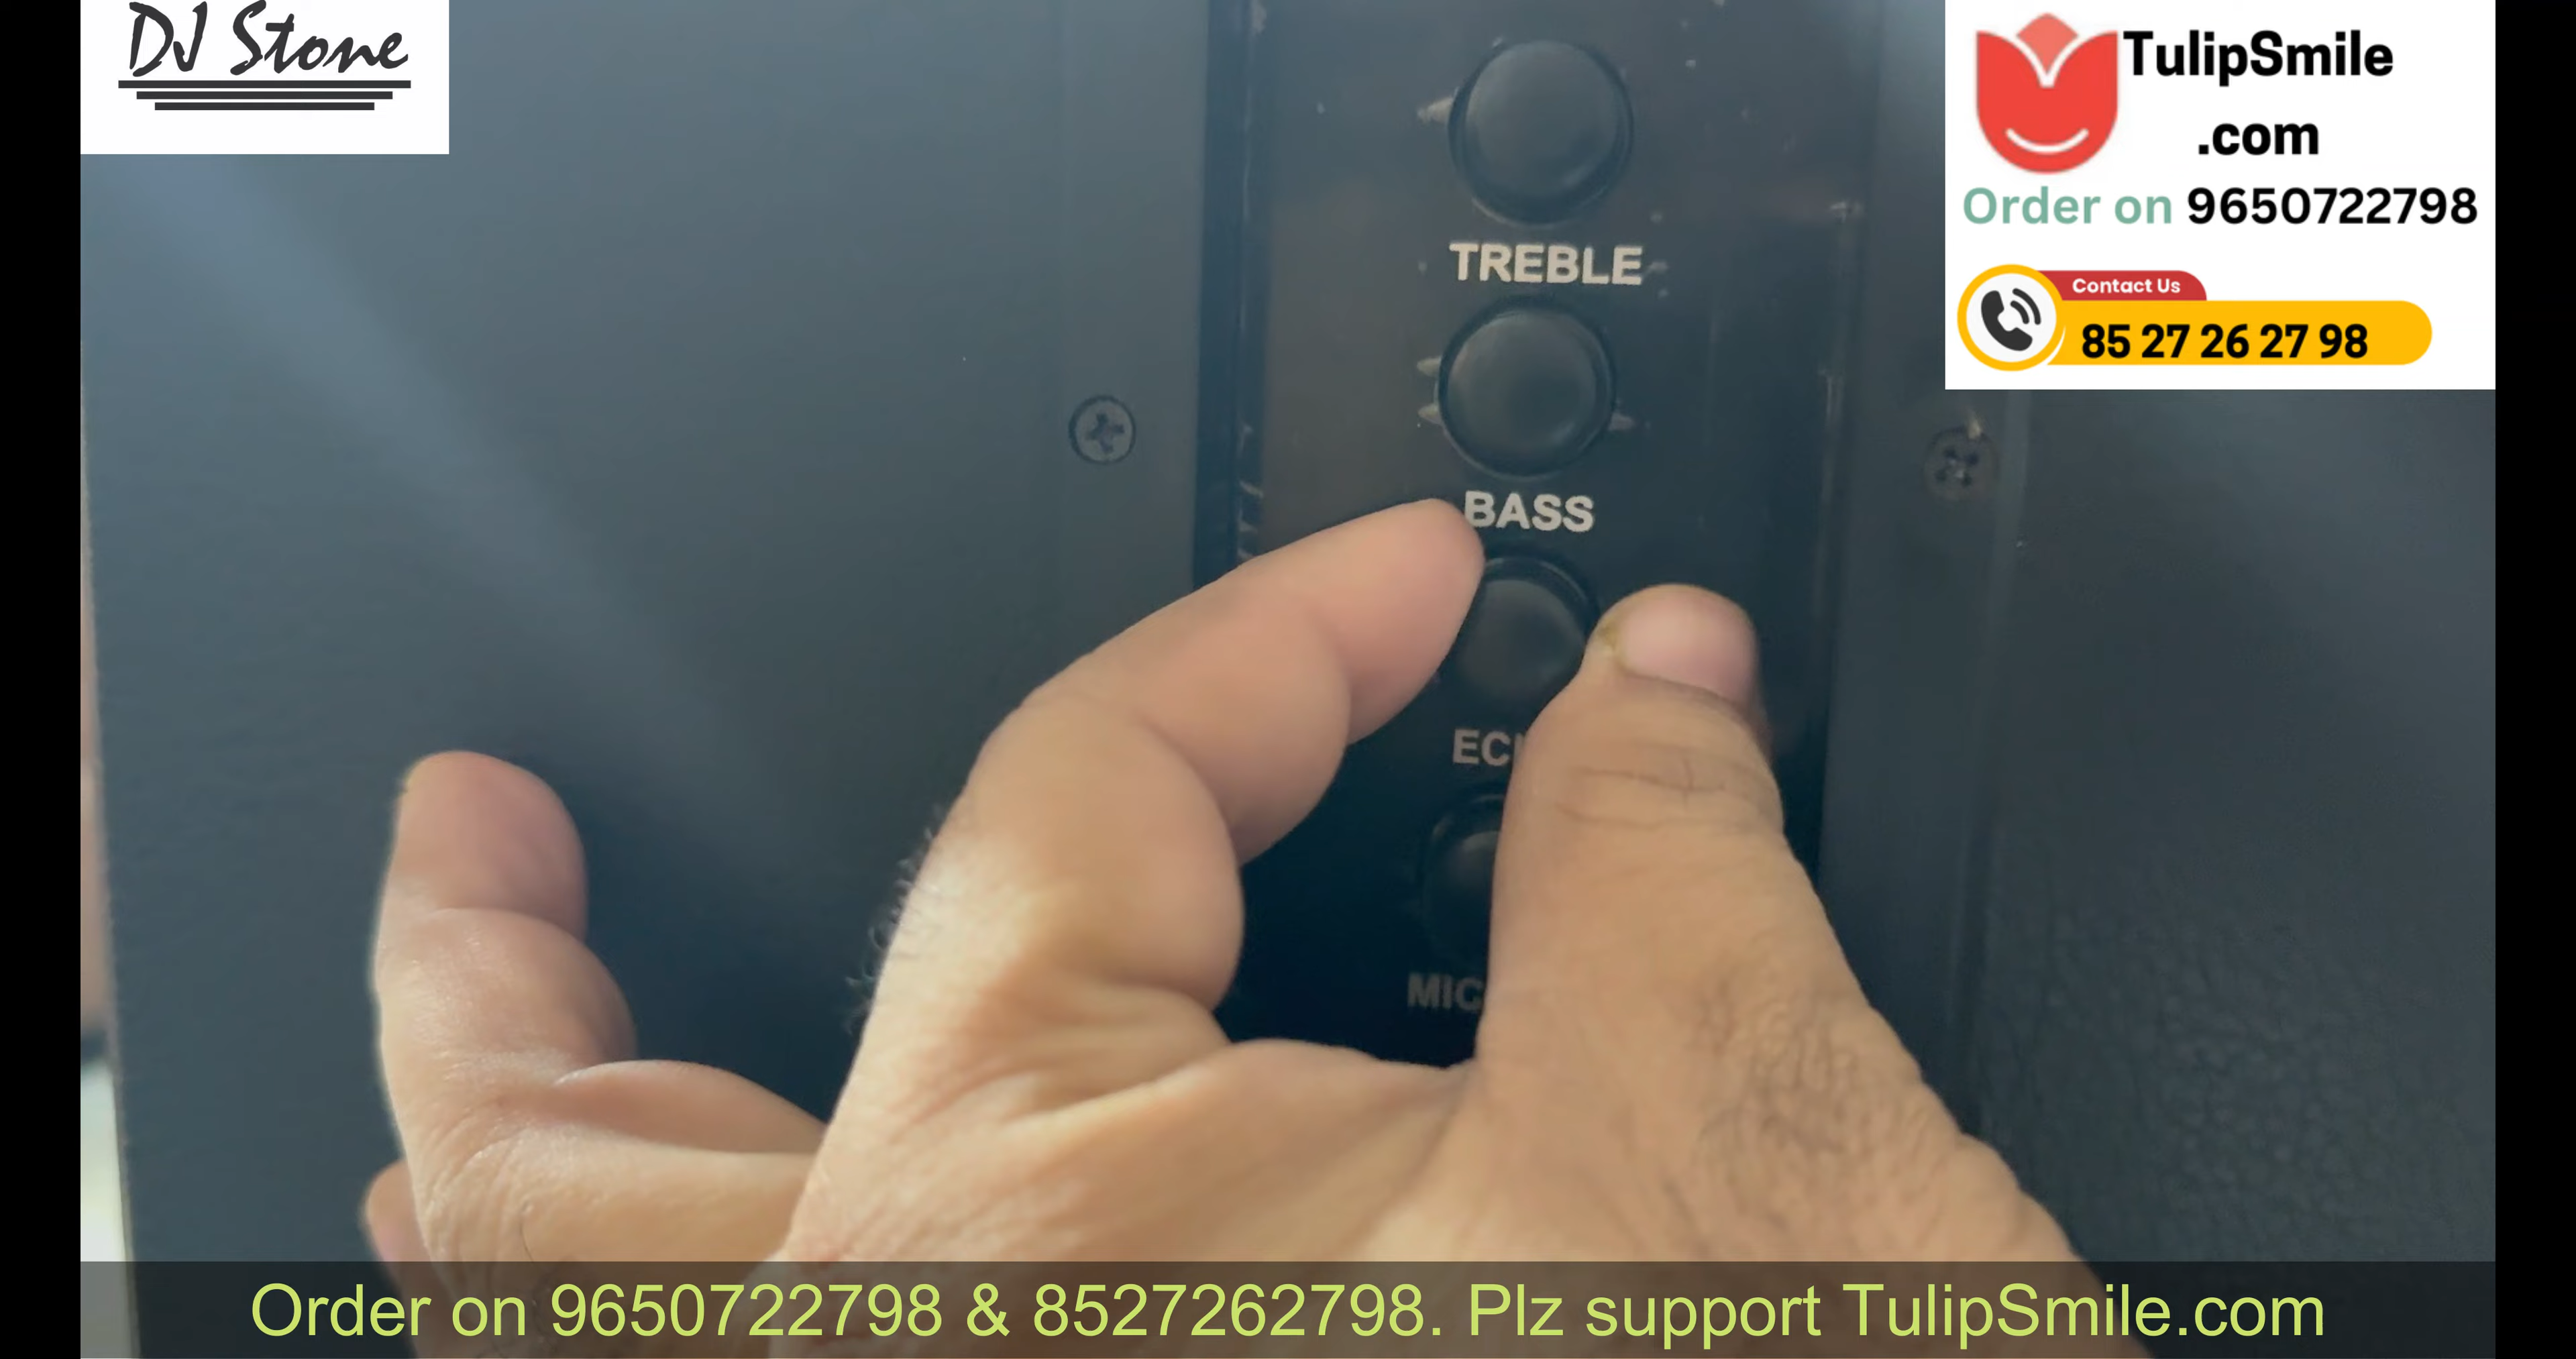 DJ Stone
TulipSmile
.com
Order on 9650722798
Contact Us
85 27 26 27 98
TREBLE
BASS
Order on 9650722798 & 8527262798. Plz support TulipSmile.com